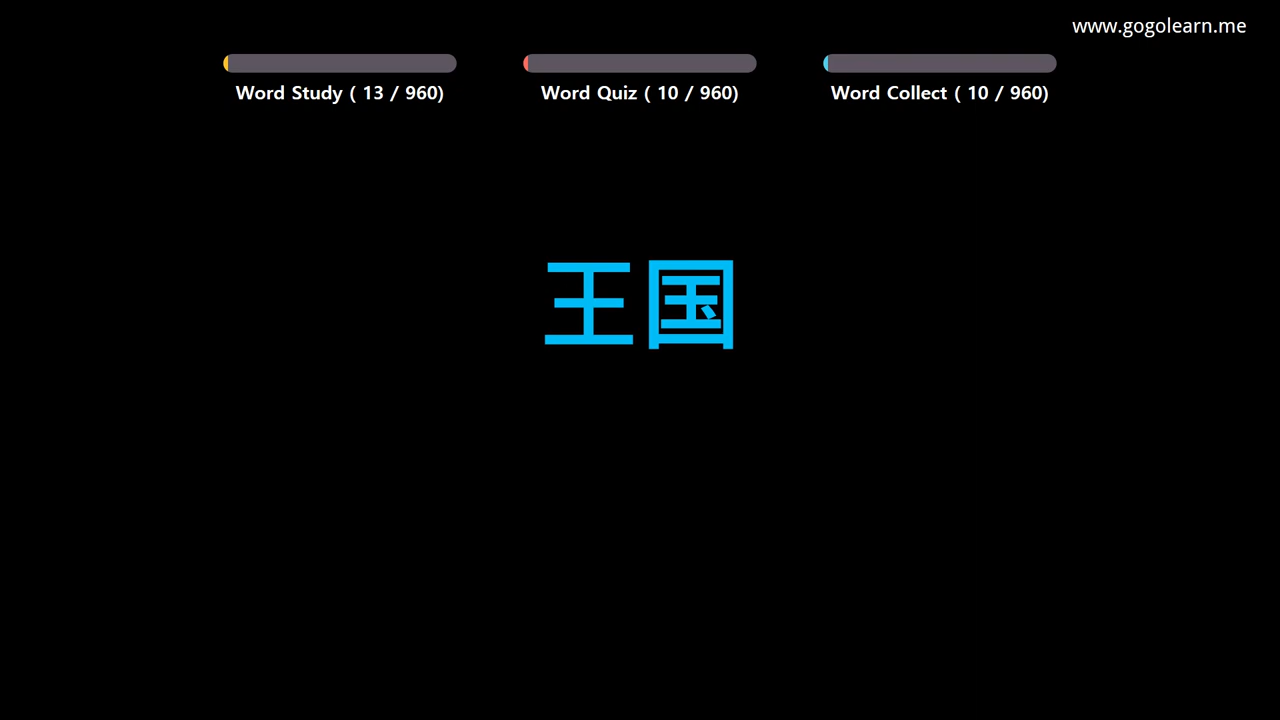 www.gogolearn.me
Word Study ( 13 / 960)
Word Quiz ( 10 / 960)
Word Collect ( 10 / 960)
王国